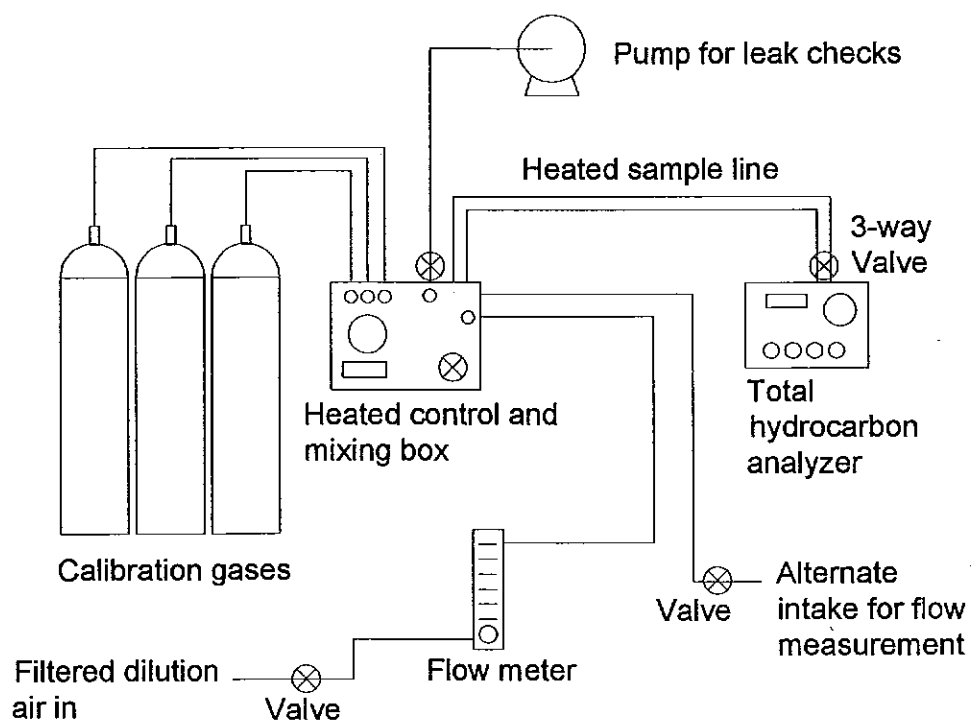 Pump for leak checks
Heated sample line
3-way
Valve
Heated control and
mixing box
Total
hydrocarbon
analyzer
Calibration gases
Valve
Alternate
intake for flow
measurement
Filtered dilution
air in
Valve
Flow meter